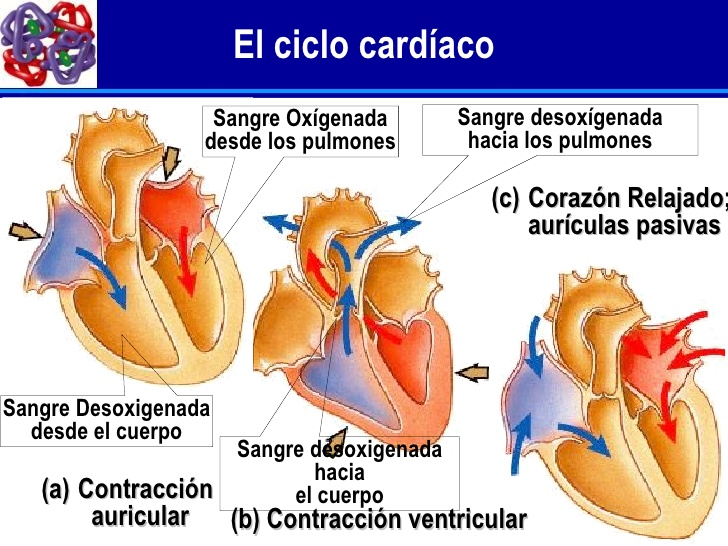 El ciclo cardíaco
Sangre Oxígenada
desde los pulmones
Sangre desoxígenada
hacia los pulmones
(c) Corazón Relajado;
aurículas pasivas
Sangre Desoxigenada
desde el cuerpo
Sangre desoxigenada
hacia
el cuerpo
(a) Contracción
auricular
(b) Contracción ventricular